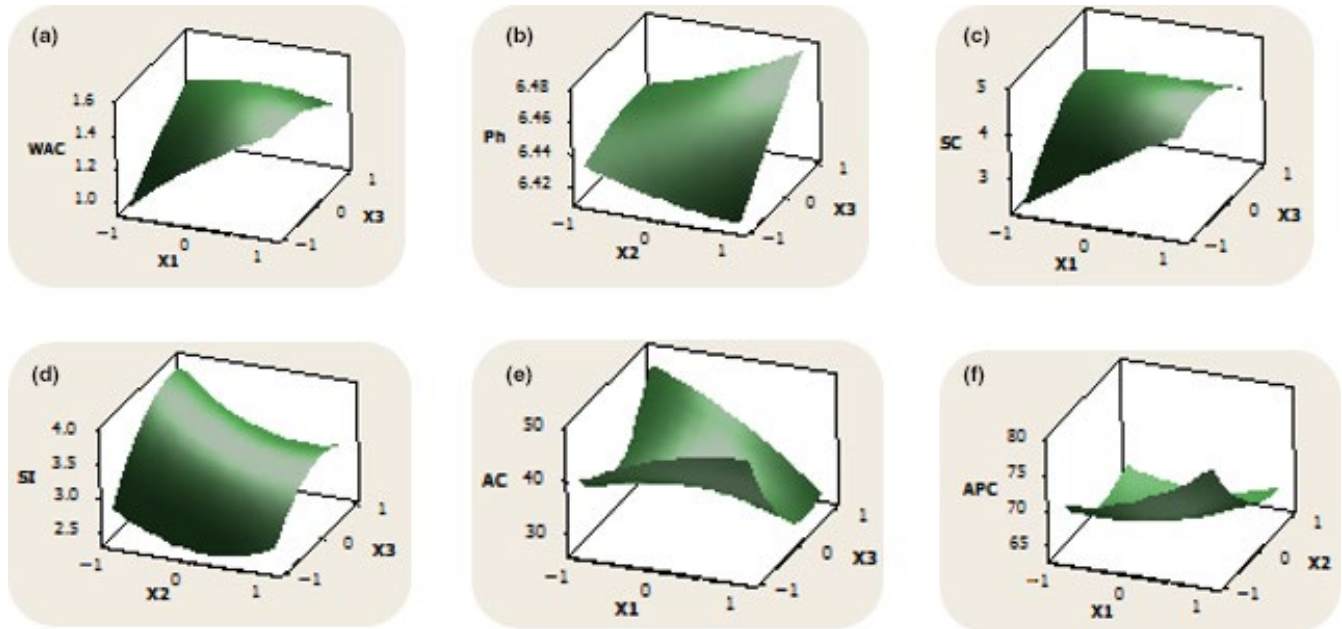 (a)
1.6
1.4
WAC
1.2
1.0
−1
0
1
X1
−1
0
1
X3
(b)
6.48
6.46
Ph
6.44
6.42
−1
0
1
X2
−1
0
1
X3
(c)
5
4
SC
3
−1
0
1
X1
−1
0
1
X3
(d)
4.0
3.5
SI
3.0
2.5
−1
0
1
X2
−1
0
1
X3
(e)
50
40
AC
30
−1
0
1
X1
−1
0
1
X3
(f)
80
75
APC
70
65
−1
0
1
X1
−1
0
1
X2